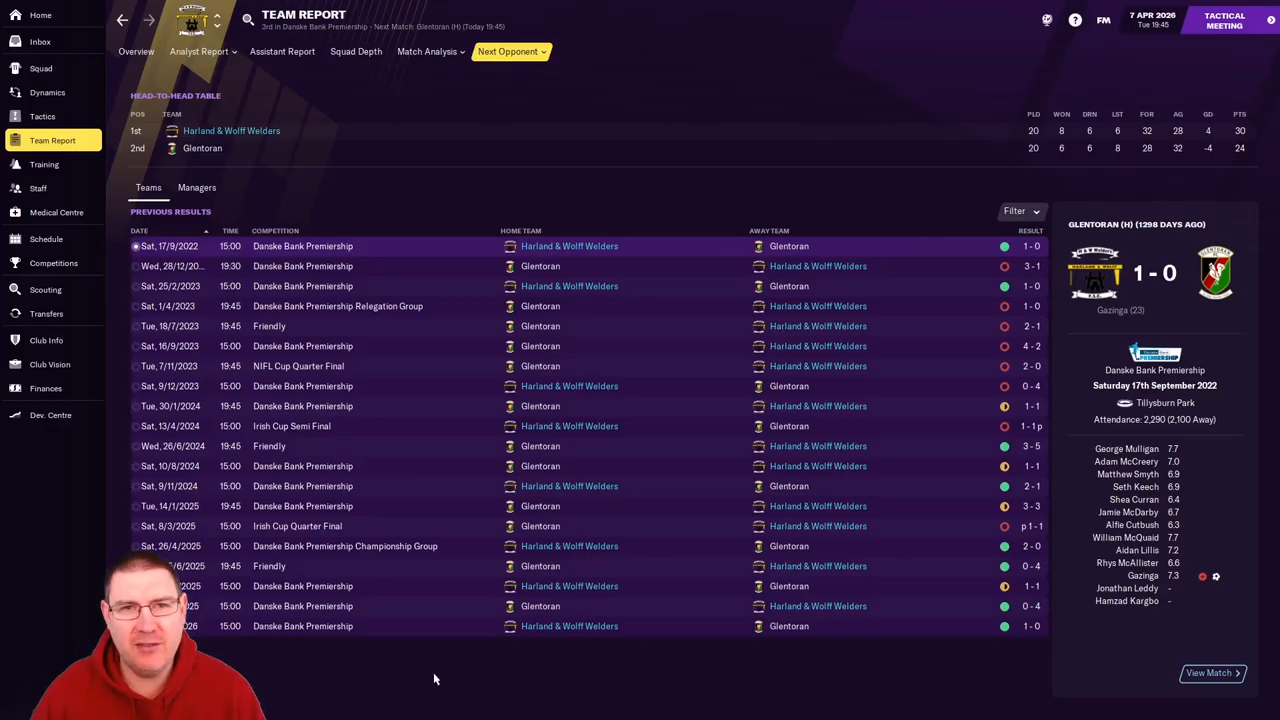 Home
Inbox
Squad
Dynamics
Tactics
Team Report
Training
Staff
Medical Centre
Schedule
Competitions
Scouting
Transfers
Club Info
Club Vision
Finances
Dev. Centre
TEAM REPORT
3rd in Danske Bank Premiership - Next Match: Glentoran (H) (Today 19:45)
FM
7 APR 2026
Tue 19:45
TACTICAL
MEETING
Overview Analyst Report Assistant Report Squad Depth Match Analysis Next Opponent
HEAD-TO-HEAD TABLE
POS TEAM PLD WON DRN LST FOR AG GD PTS
1st Harland & Wolff Welders 20 8 6 6 32 28 4 30
2nd Glentoran 20 6 6 8 28 32 -4 24
Teams Managers
PREVIOUS RESULTS
Filter
DATE TIME COMPETITION HOME TEAM AWAY TEAM RESULT
Sat, 17/9/2022 15:00 Danske Bank Premiership Harland & Wolff Welders Glentoran 1 - 0
Wed, 28/12/20... 19:30 Danske Bank Premiership Glentoran Harland & Wolff Welders 3 - 1
Sat, 25/2/2023 15:00 Danske Bank Premiership Harland & Wolff Welders Glentoran 1 - 0
Sat, 1/4/2023 19:45 Danske Bank Premiership Relegation Group Glentoran Harland & Wolff Welders 1 - 0
Tue, 18/7/2023 19:45 Friendly Glentoran Harland & Wolff Welders 2 - 1
Sat, 16/9/2023 15:00 Danske Bank Premiership Glentoran Harland & Wolff Welders 4 - 2
Tue, 7/11/2023 19:45 NIFL Cup Quarter Final Glentoran Harland & Wolff Welders 2 - 0
Sat, 9/12/2023 15:00 Danske Bank Premiership Harland & Wolff Welders Glentoran 0 - 4
Tue, 30/1/2024 19:45 Danske Bank Premiership Glentoran Harland & Wolff Welders 1 - 1
Sat, 13/4/2024 15:00 Irish Cup Semi Final Harland & Wolff Welders Glentoran 1 - 1 p
Wed, 26/6/2024 19:45 Friendly Glentoran Harland & Wolff Welders 3 - 5
Sat, 10/8/2024 15:00 Danske Bank Premiership Glentoran Harland & Wolff Welders 1 - 1
Sat, 9/11/2024 15:00 Danske Bank Premiership Harland & Wolff Welders Glentoran 2 - 1
Tue, 14/1/2025 19:45 Danske Bank Premiership Glentoran Harland & Wolff Welders 3 - 3
Sat, 8/3/2025 15:00 Irish Cup Quarter Final Glentoran Harland & Wolff Welders p 1 - 1
Sat, 26/4/2025 15:00 Danske Bank Premiership Championship Group Harland & Wolff Welders Glentoran 2 - 0
5/6/2025 19:45 Friendly Glentoran Harland & Wolff Welders 0 - 4
2025 15:00 Danske Bank Premiership Harland & Wolff Welders Glentoran 1 - 1
2025 15:00 Danske Bank Premiership Glentoran Harland & Wolff Welders 0 - 4
26 15:00 Danske Bank Premiership Harland & Wolff Welders Glentoran 1 - 0
GLENTORAN (H) (1298 DAYS AGO)
1 - 0
Gazinga (23)
Danske Bank Premiership
Saturday 17th September 2022
Tillysburn Park
Attendance: 2,290 (2,100 Away)
George Mulligan 7.7
Adam McCreery 7.0
Matthew Smyth 6.9
Seth Keech 6.9
Shea Curran 6.4
Jamie McDarby 6.7
Alfie Cutbush 6.3
William McQuaid 7.7
Aidan Lillis 7.2
Rhys McAllister 6.6
Gazinga 7.3
Jonathan Leddy -
Hamzad Kargbo -
View Match